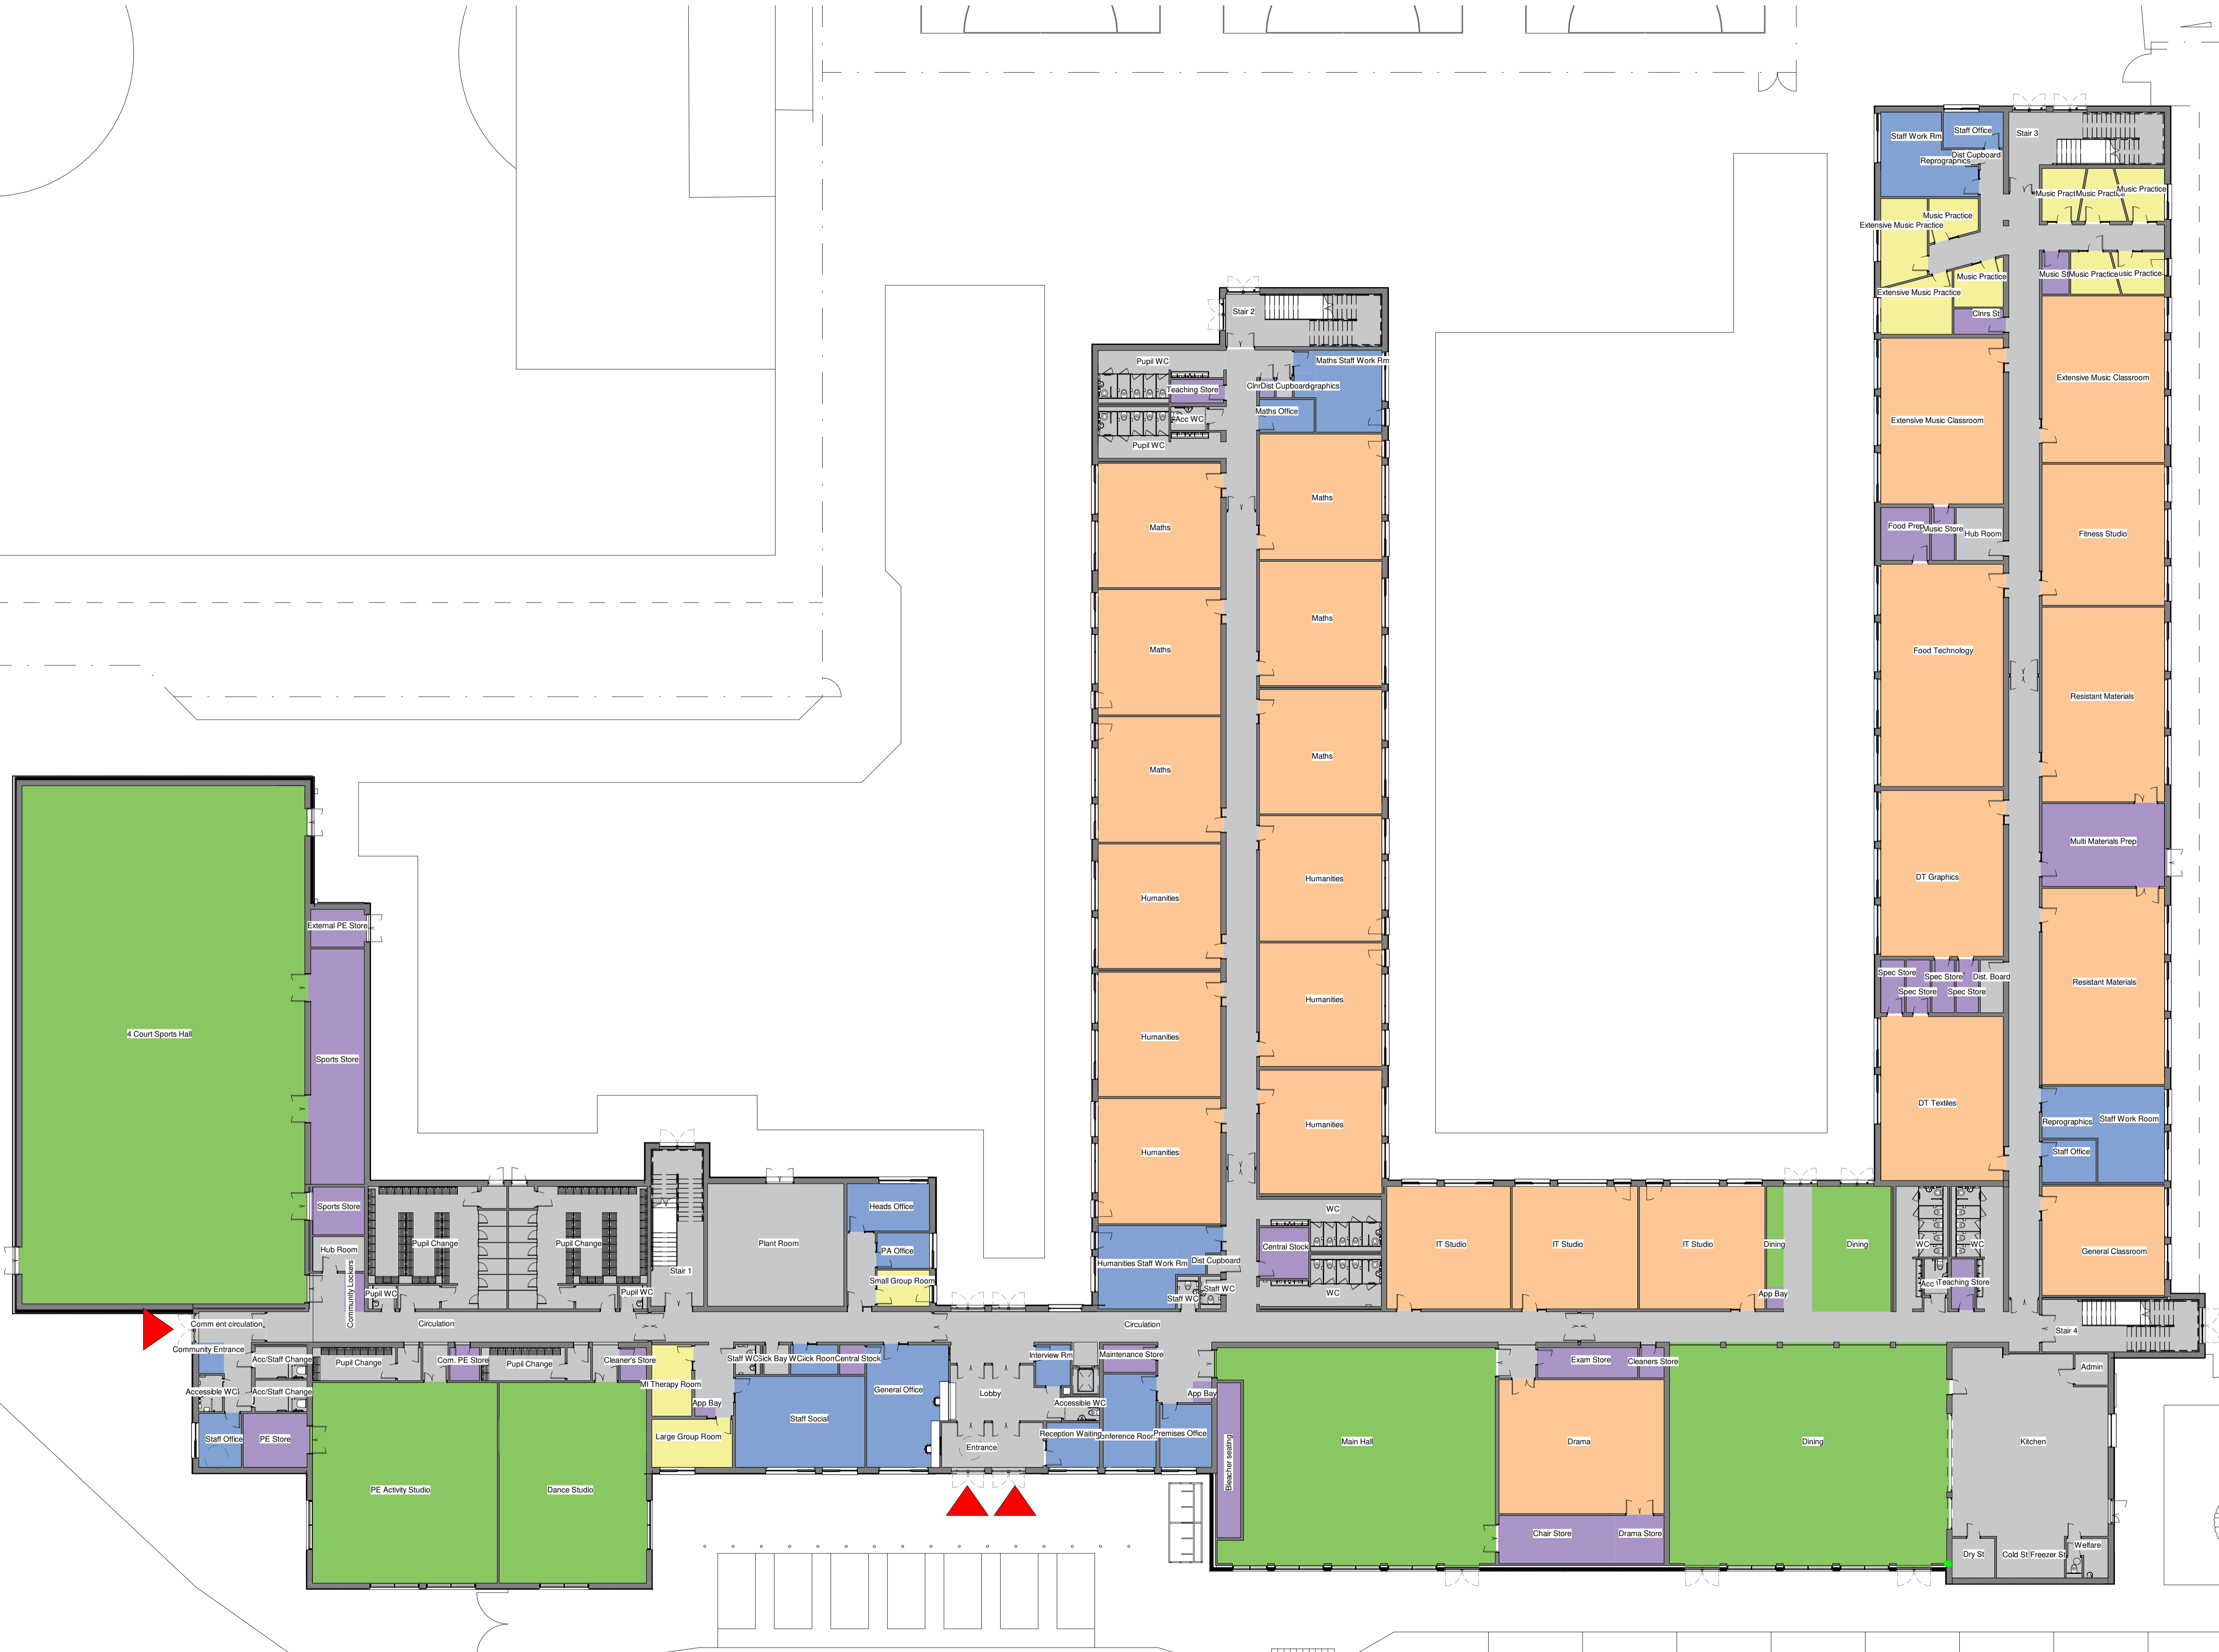 Staff Work Rm
Staff Office
Dist Cupboard
Reprographics
Stair 3
Music Practice
Music Practice
Music Practice
Extensive Music Practice
Music Practice
Extensive Music Practice
Music Practice
Clnrs St
Music Practice
Extensive Music Classroom
Extensive Music Classroom
Food Prep
Music Store
Hub Room
Fitness Studio
Food Technology
Resistant Materials
DT Graphics
Multi Materials Prep
Spec Store
Spec Store
Spec Store
Spec Store
Dist. Board
Resistant Materials
DT Textiles
Reprographics
Staff Work Room
Staff Office
General Classroom
WC
WC
Teaching Store
Stair 4
Stair 2
Pupil WC
Teaching Store
Acc WC
Pupil WC
Maths Staff Work Rm
Dist Cupboard
Maths Office
Maths
Maths
Maths
Maths
Maths
Maths
Humanities
Humanities
Humanities
Humanities
Humanities
Humanities
Humanities Staff Work Rm
Dist Cupboard
Staff WC
Staff WC
WC
Central Stock
WC
IT Studio
IT Studio
IT Studio
Dining
Dining
App Bay
4 Court Sports Hall
External PE Store
Sports Store
Sports Store
Hub Room
Community Lockers
Pupil Change
Pupil Change
Pupil WC
Pupil WC
Stair 1
Plant Room
Heads Office
PA Office
Small Group Room
Comm ent circulation
Circulation
Circulation
Community Entrance
Acc/Staff Change
Acc/Staff Change
Accessible WC
Staff Office
PE Store
Pupil Change
Com. PE Store
Pupil Change
Cleaner's Store
PE Activity Studio
Dance Studio
MI Therapy Room
App Bay
Large Group Room
Staff WC
Sick Bay WC
Central Stock
Staff Social
General Office
Lobby
Entrance
Interview Rm
Accessible WC
Reception Waiting
Maintenance Store
App Bay
Premises Office
Bleacher seating
Main Hall
Exam Store
Cleaners Store
Drama
Chair Store
Drama Store
Dining
Kitchen
Admin
Dry St
Cold St
Freezer St
Welfare